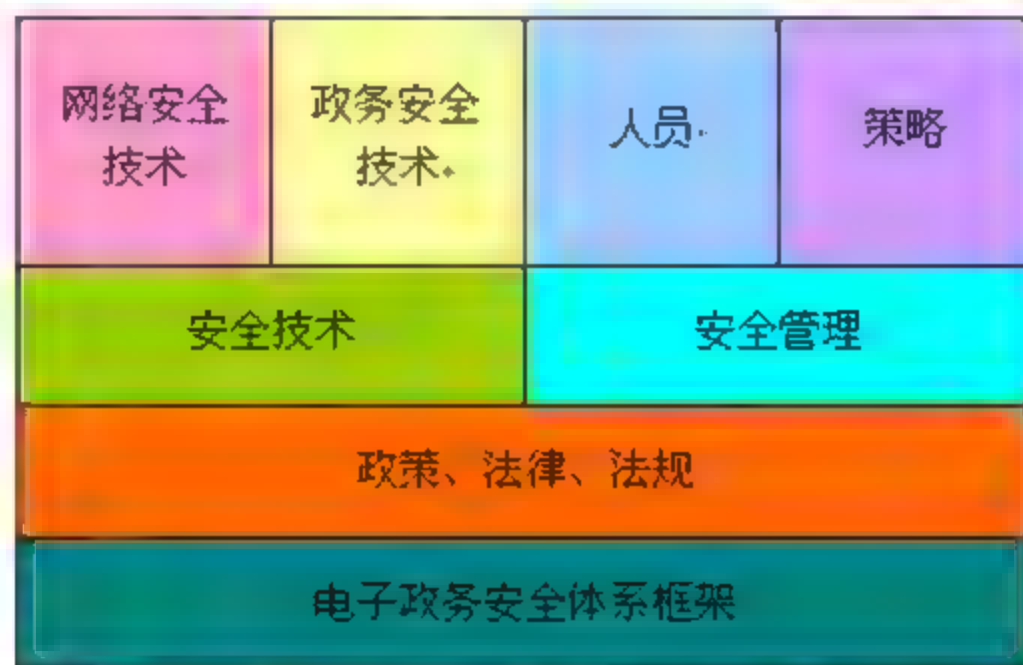 网络安全
技术
政务安全
技术
人员
策略
安全技术
安全管理
政策、法律、法规
电子政务安全体系框架